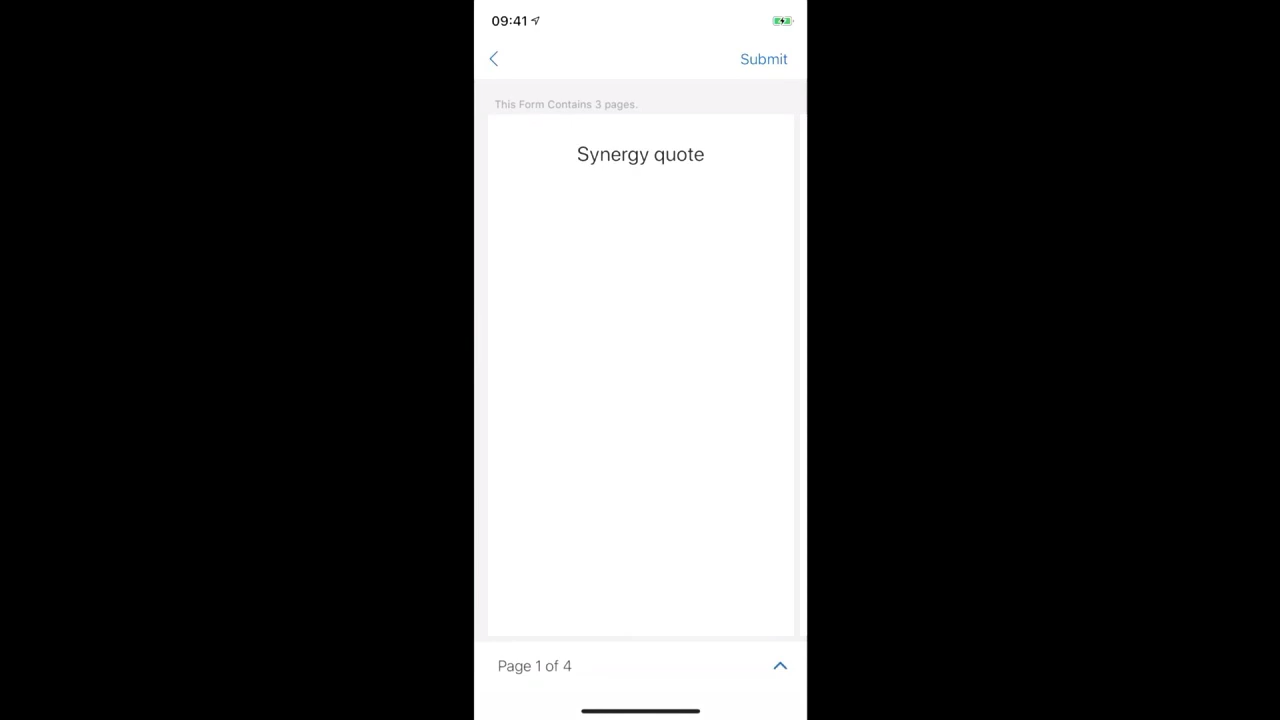 09:41
Submit
This Form Contains 3 pages.
Synergy quote
Page 1 of 4